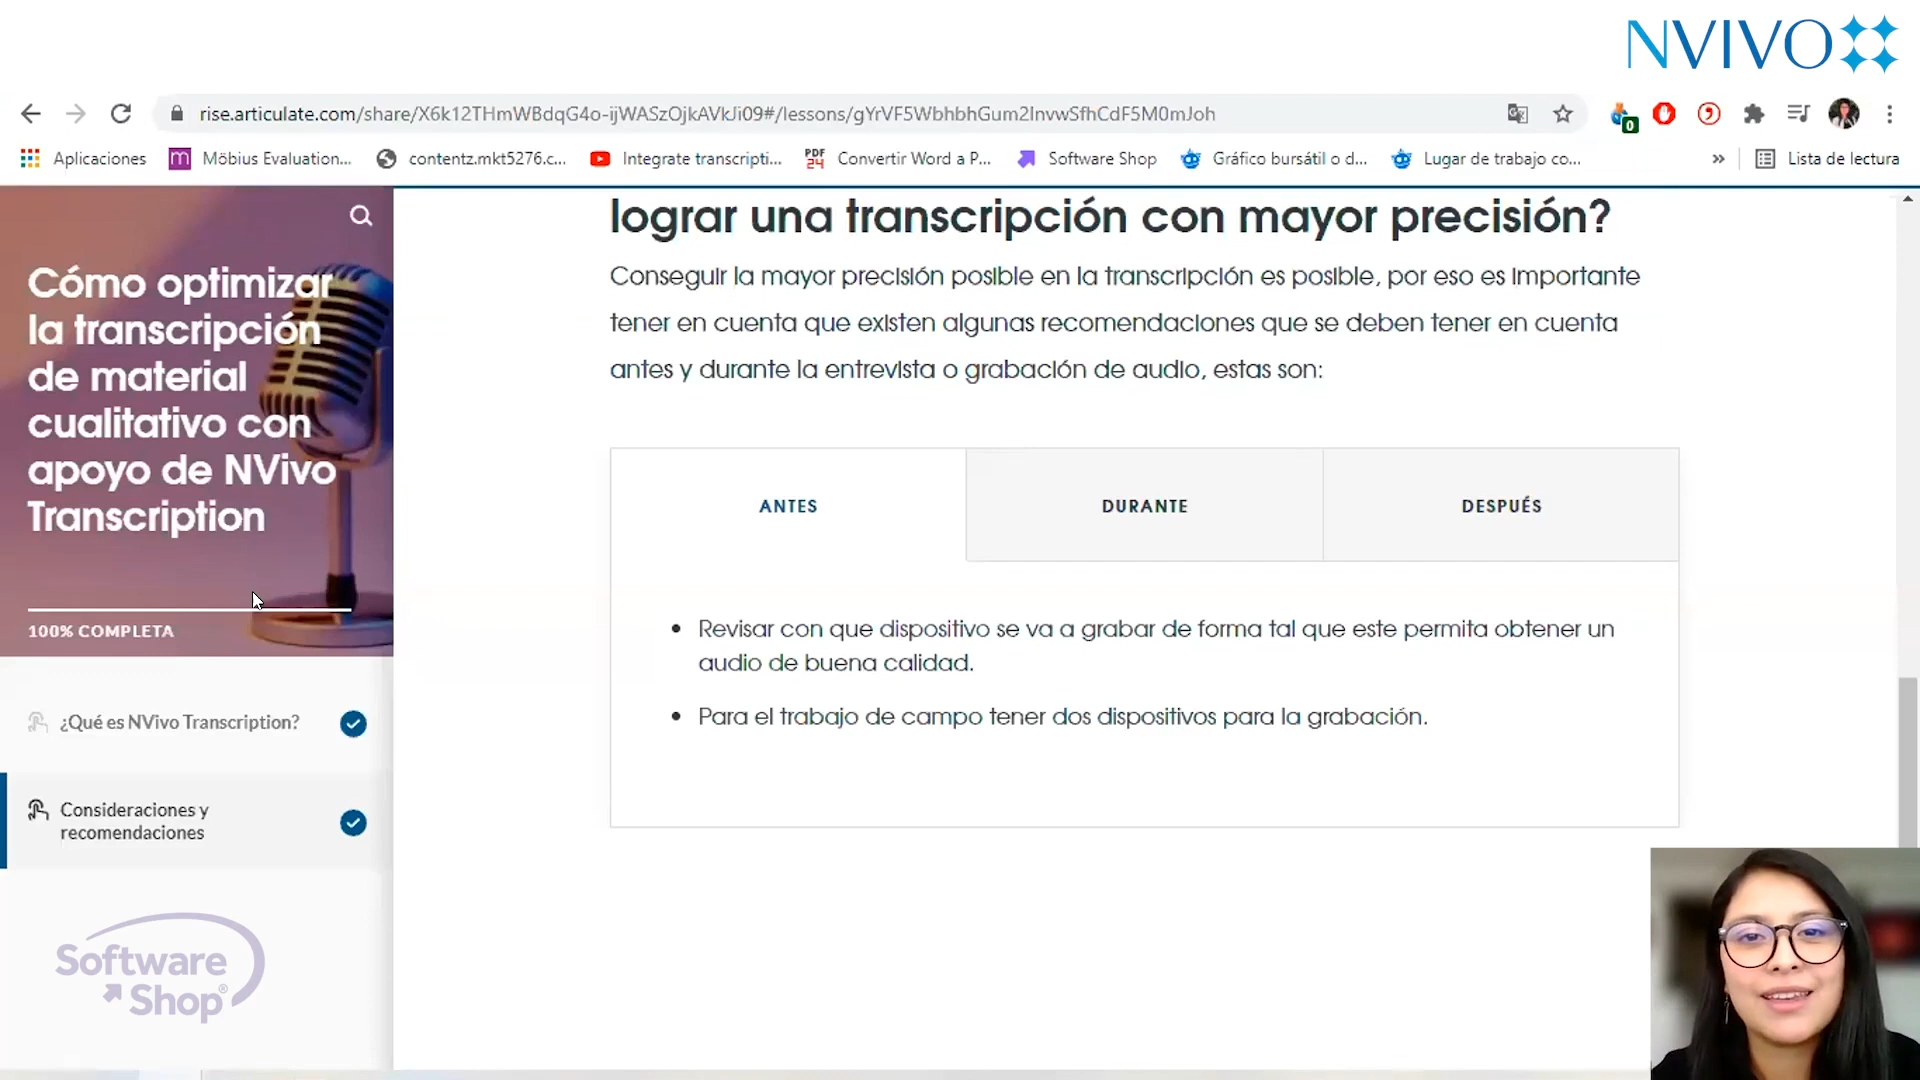 NVIVO
rise.articulate.com/share/X6k12THmWBdqG4o-ijWASzOjkAVkJi09#/lessons/gYrVF5WbhbhGum2InvwSfhCdF5M0mJoh
0
Aplicaciones
Möbius Evaluation...
contentz.mkt5276.c...
Integrate transcripti...
PDF
24
Convertir Word a P...
Software Shop
Gráfico bursátil o d...
Lugar de trabajo co...
»
Lista de lectura
Cómo optimizar
la transcripción
de material
cualitativo con
apoyo de NVivo
Transcription
100% COMPLETA
¿Qué es NVivo Transcription?
Consideraciones y
recomendaciones
Software
Shop®
lograr una transcripción con mayor precisión?
Conseguir la mayor precisión posible en la transcripción es posible, por eso es importante
tener en cuenta que existen algunas recomendaciones que se deben tener en cuenta
antes y durante la entrevista o grabación de audio, estas son:
ANTES
DURANTE
DESPUÉS
• Revisar con que dispositivo se va a grabar de forma tal que este permita obtener un
audio de buena calidad.
• Para el trabajo de campo tener dos dispositivos para la grabación.